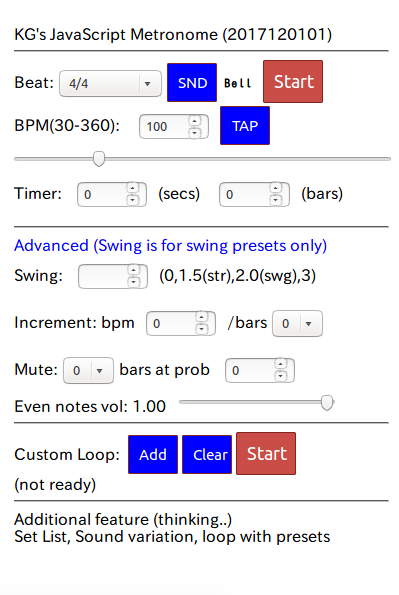 KG's JavaScript Metronome (2017120101)
Beat: 4/4 SND Bell Start
BPM(30-360): 100 TAP
Timer: 0 (secs) 0 (bars)
Advanced (Swing is for swing presets only)
Swing: (0,1.5(str),2.0(swg),3)
Increment: bpm 0 /bars 0
Mute: 0 bars at prob 0
Even notes vol: 1.00
Custom Loop: Add Clear Start
(not ready)
Additional feature (thinking..)
Set List, Sound variation, loop with presets